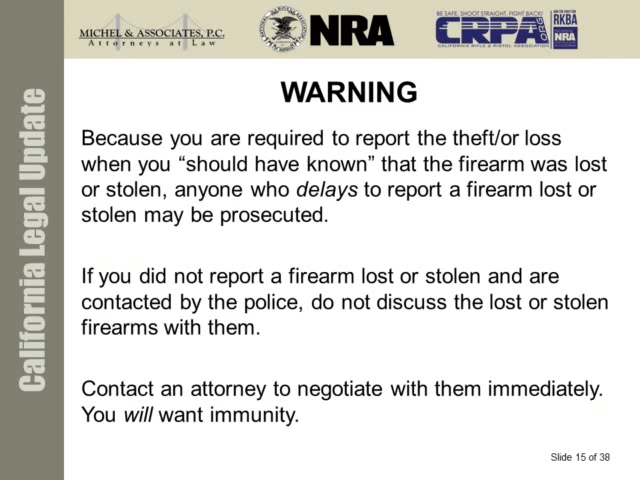 MICHEL & ASSOCIATES, P.C.
Attorneys at Law
NRA
BE SAFE, SHOOT STRAIGHT, FIGHT BACK!
CRPA.ORG
CALIFORNIA RIFLE & PISTOL ASSOCIATION
RKBA
NRA
California Legal Update
WARNING
Because you are required to report the theft/or loss
when you “should have known” that the firearm was lost
or stolen, anyone who delays to report a firearm lost or
stolen may be prosecuted.
If you did not report a firearm lost or stolen and are
contacted by the police, do not discuss the lost or stolen
firearms with them.
Contact an attorney to negotiate with them immediately.
You will want immunity.
Slide 15 of 38